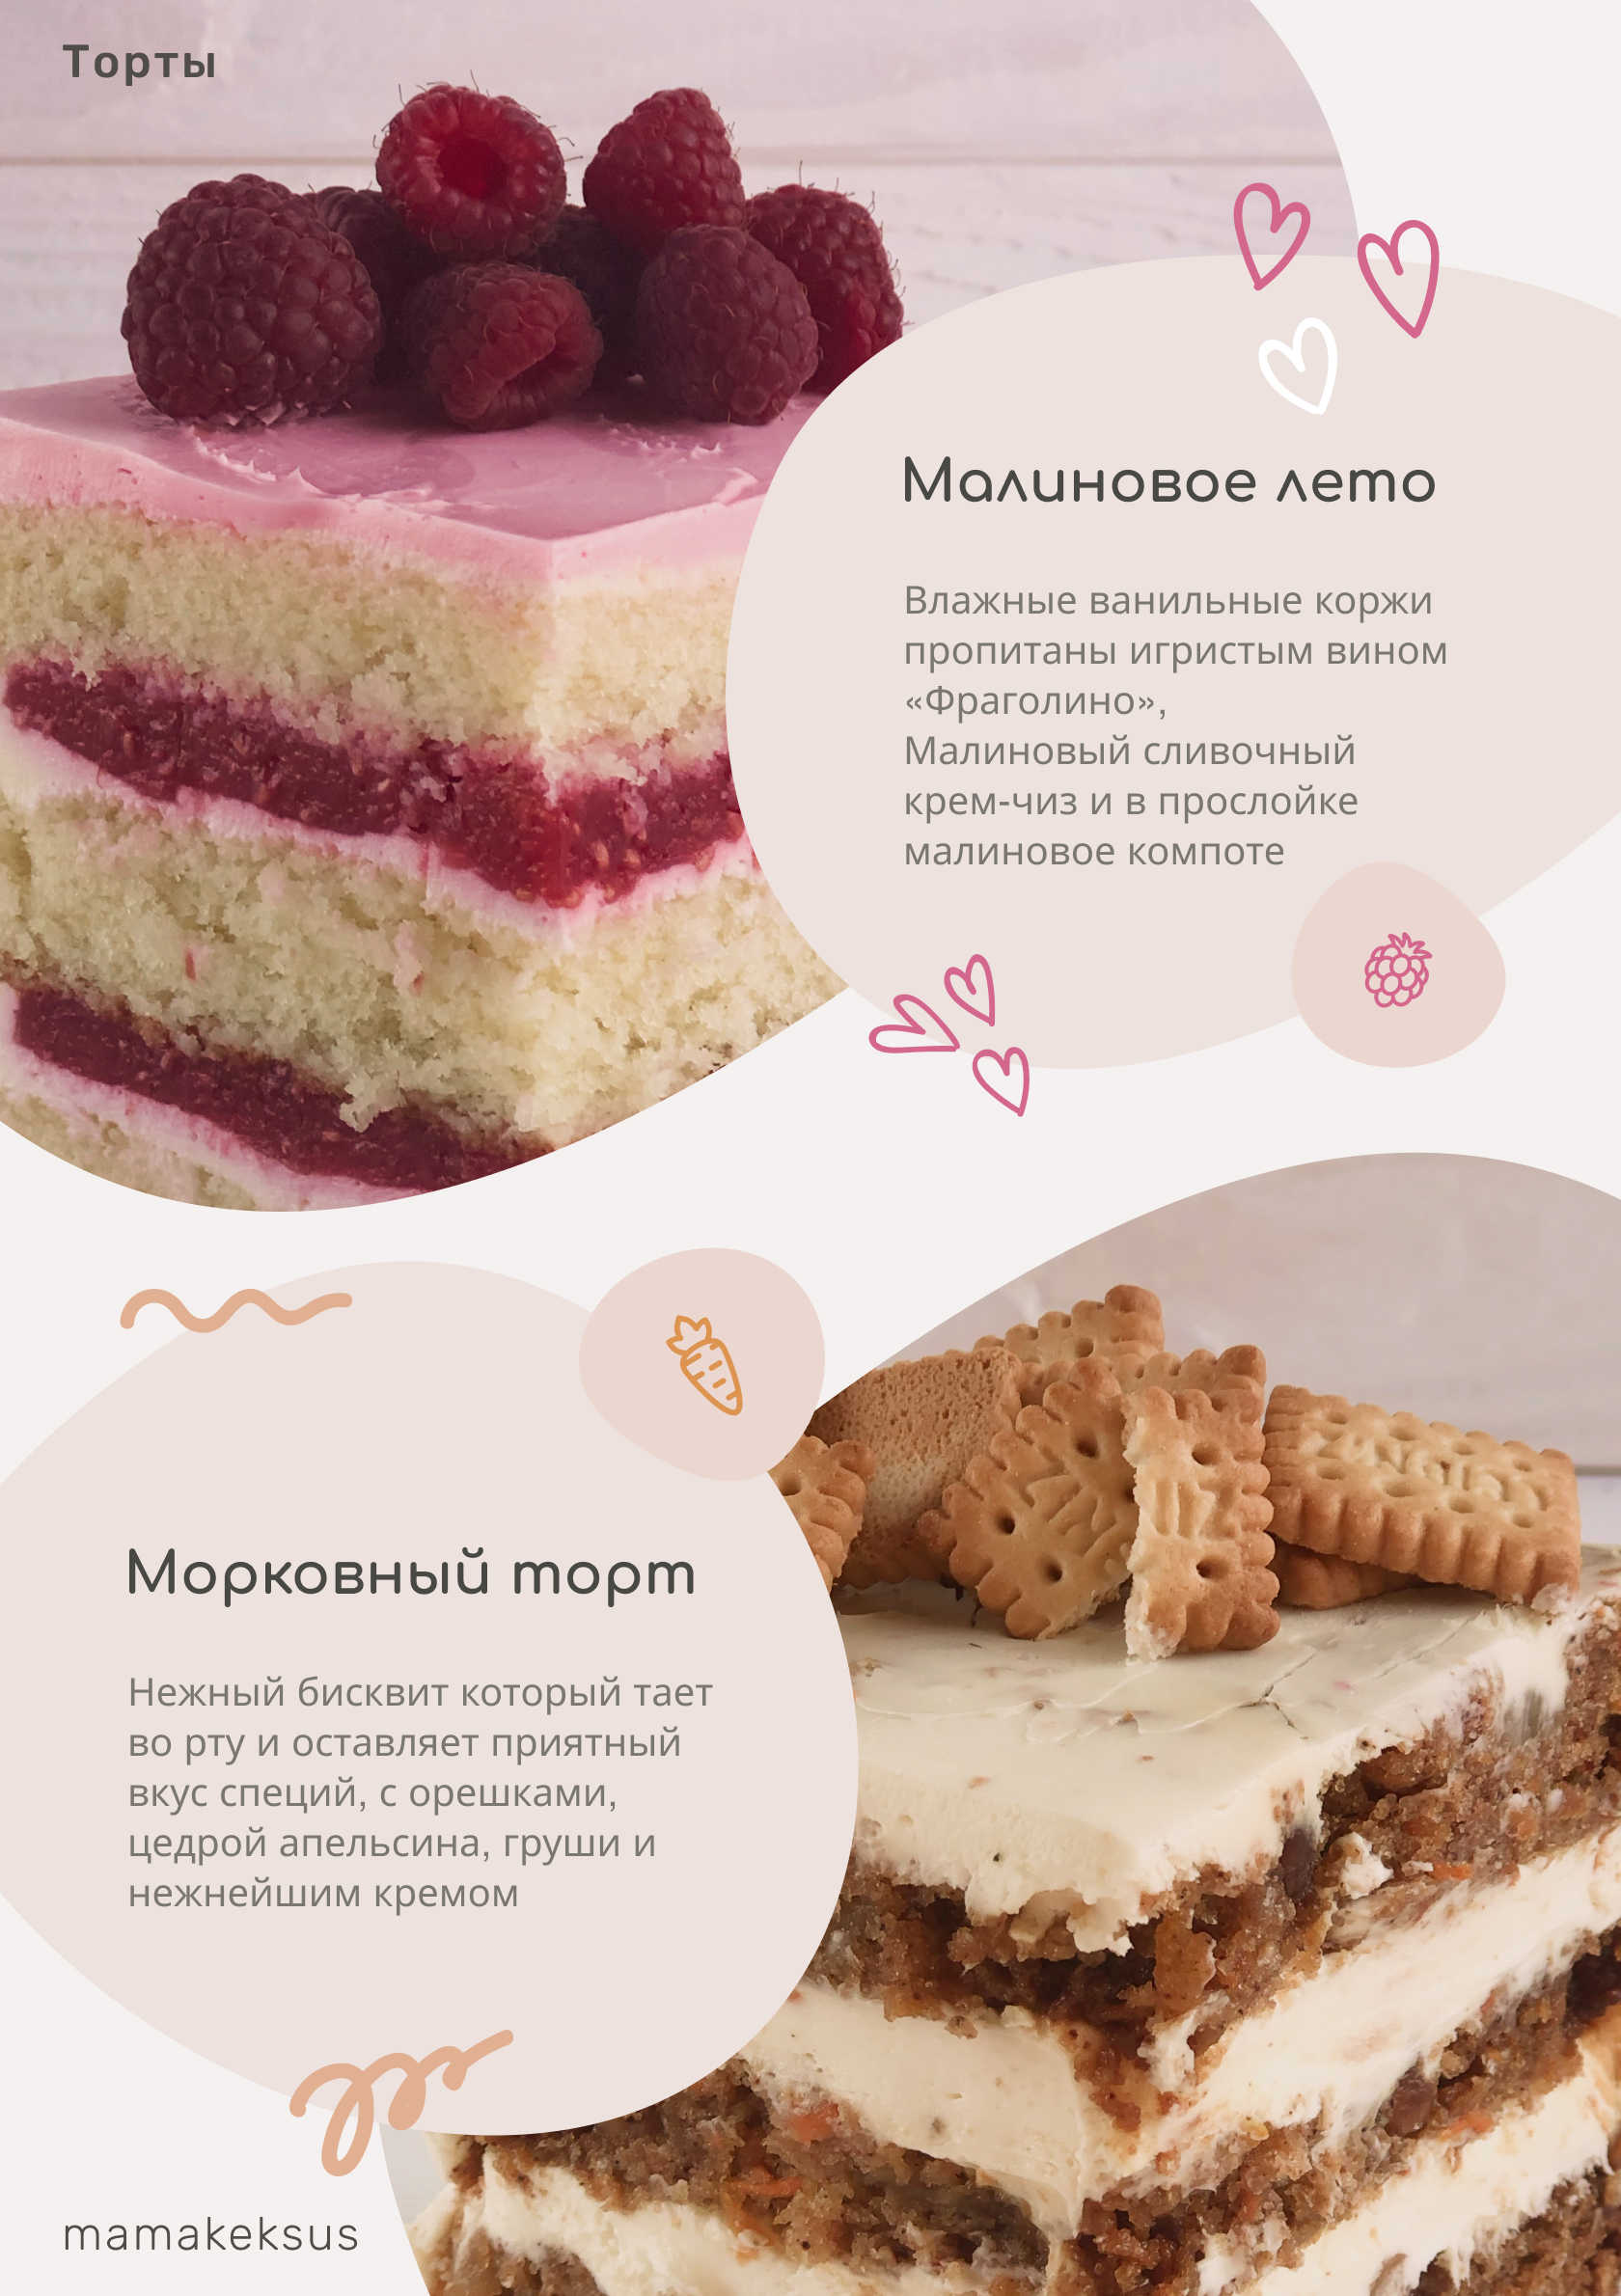 Торты
Малиновое лето
Влажные ванильные коржи
пропитаны игристым вином
«Фраголино»,
Малиновый сливочный
крем-чиз и в прослойке
малиновое компоте
Морковный торт
Нежный бисквит который тает
во рту и оставляет приятный
вкус специй, с орешками,
цедрой апельсина, груши и
нежнейшим кремом
mamakeksus